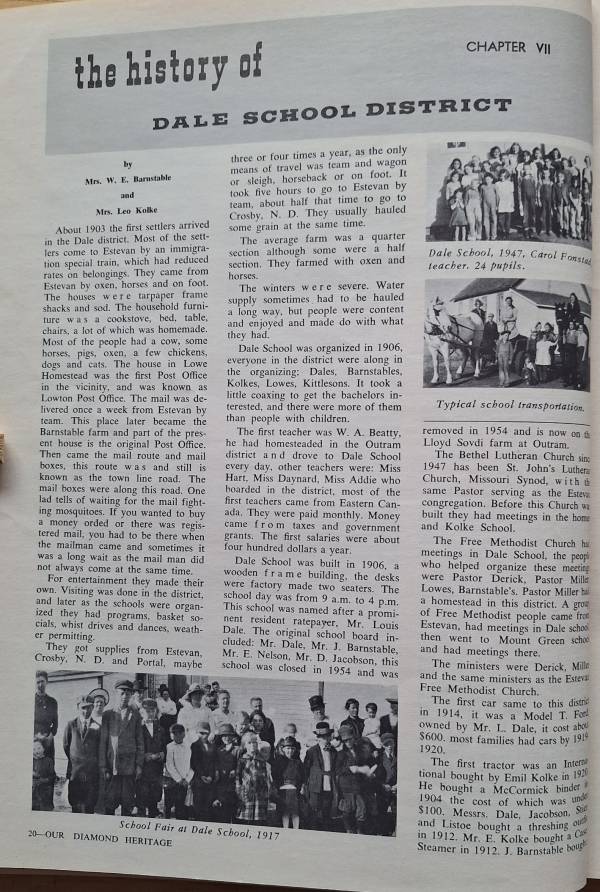 the history of
CHAPTER VII
DALE SCHOOL DISTRICT
by
Mrs. W. E. Barnstable
and
Mrs. Leo Kolke
About 1903 the first settlers arrived
in the Dale district. Most of the sett-
lers come to Estevan by an immigra-
tion special train, which had reduced
rates on belongings. They came from
Estevan by oxen, horses and on foot.
The houses were tarpaper frame
shacks and sod. The household furni-
ture was a cookstove, bed, table,
chairs, a lot of which was homemade.
Most of the people had a cow, some
horses, pigs, oxen, a few chickens,
dogs and cats. The house in Lowe
Homestead was the first Post Office
in the vicinity, and was known as
Lowton Post Office. The mail was de-
livered once a week from Estevan by
team. This place later became the
Barnstable farm and part of the pres-
ent house is the original Post Office.
Then came the mail route and mail
boxes, this route was and still is
known as the town line road. The
mail boxes were along this road. One
lad tells of waiting for the mail fight-
ing mosquitoes. If you wanted to buy
a money orded or there was regis-
tered mail, you had to be there when
the mailman came and sometimes it
was a long wait as the mail man did
not always come at the same time.
For entertainment they made their
own. Visiting was done in the district,
and later as the schools were organ-
ized they had programs, basket so-
cials, whist drives and dances, weath-
er permitting.
They got supplies from Estevan,
Crosby, N. D. and Portal, maybe
three or four times a year, as the only
means of travel was team and wagon
or sleigh, horseback or on foot. It
took five hours to go to Estevan by
team, about half that time to go to
Crosby, N. D. They usually hauled
some grain at the same time.
The average farm was a quarter
section although some were a half
section. They farmed with oxen and
horses.
The winters were severe. Water
supply sometimes had to be hauled
a long way, but people were content
and enjoyed and made do with what
they had.
Dale School was organized in 1906,
everyone in the district were along in
the organizing; Dales, Barnstables,
Kolkes, Lowes, Kittlesons. It took a
little coaxing to get the bachelors in-
terested, and there were more of them
than people with children.
The first teacher was W. A. Beatty,
he had homesteaded in the Outram
district and drove to Dale School
every day, other teachers were: Miss
Hart, Miss Daynard, Miss Addie who
boarded in the district, most of the
first teachers came from Eastern Can-
ada. They were paid monthly. Money
came from taxes and government
grants. The first salaries were about
four hundred dollars a year.
Dale School was built in 1906, a
wooden frame building, the desks
were factory made two seaters. The
school day was from 9 a.m. to 4 p.m.
This school was named after a promi-
nent resident ratepayer, Mr. Louis
Dale. The original school board in-
cluded: Mr. Dale, Mr. J. Barnstable,
Mr. E. Nelson, Mr. D. Jacobson, this
school was closed in 1954 and was
Dale School, 1947, Carol Fonstad
teacher. 24 pupils.
Typical school transportation.
removed in 1954 and is now on
Lloyd Sovdi farm at Outram.
The Bethel Lutheran Church
1947 has been St. John's Lutheran
Church, Missouri Synod, with
same Pastor serving as the Estevan
congregation. Before this Church
built they had meetings in the
and Kolke School.
The Free Methodist Church
meetings in Dale School, the people
who helped organize these
were Pastor Derick, Pastor Miller
Lowes, Barnstable's. Pastor
a homestead in this district. A group
of Free Methodist people came from
Estevan, had meetings in Dale school
then went to Mount Green school
and had meetings there.
The ministers were Derick,
and the same ministers as the Estevan
Free Methodist Church.
The first car same to this district
in 1914, it was a Model T. Ford
owned by Mr. L. Dale, it cost about
$600. most families had cars by 1919
1920.
The first tractor was an Interna
tional bought by Emil Kolke in 1920
He bought a McCormick binder
1904 the cost of which was under
$100. Messrs. Dale, Jacobson,
and Listoe bought a threshing
in 1912. Mr. E. Kolke bought a
Steamer in 1912. J. Barnstable
School Fair at Dale School, 1917
20—OUR DIAMOND HERITAGE